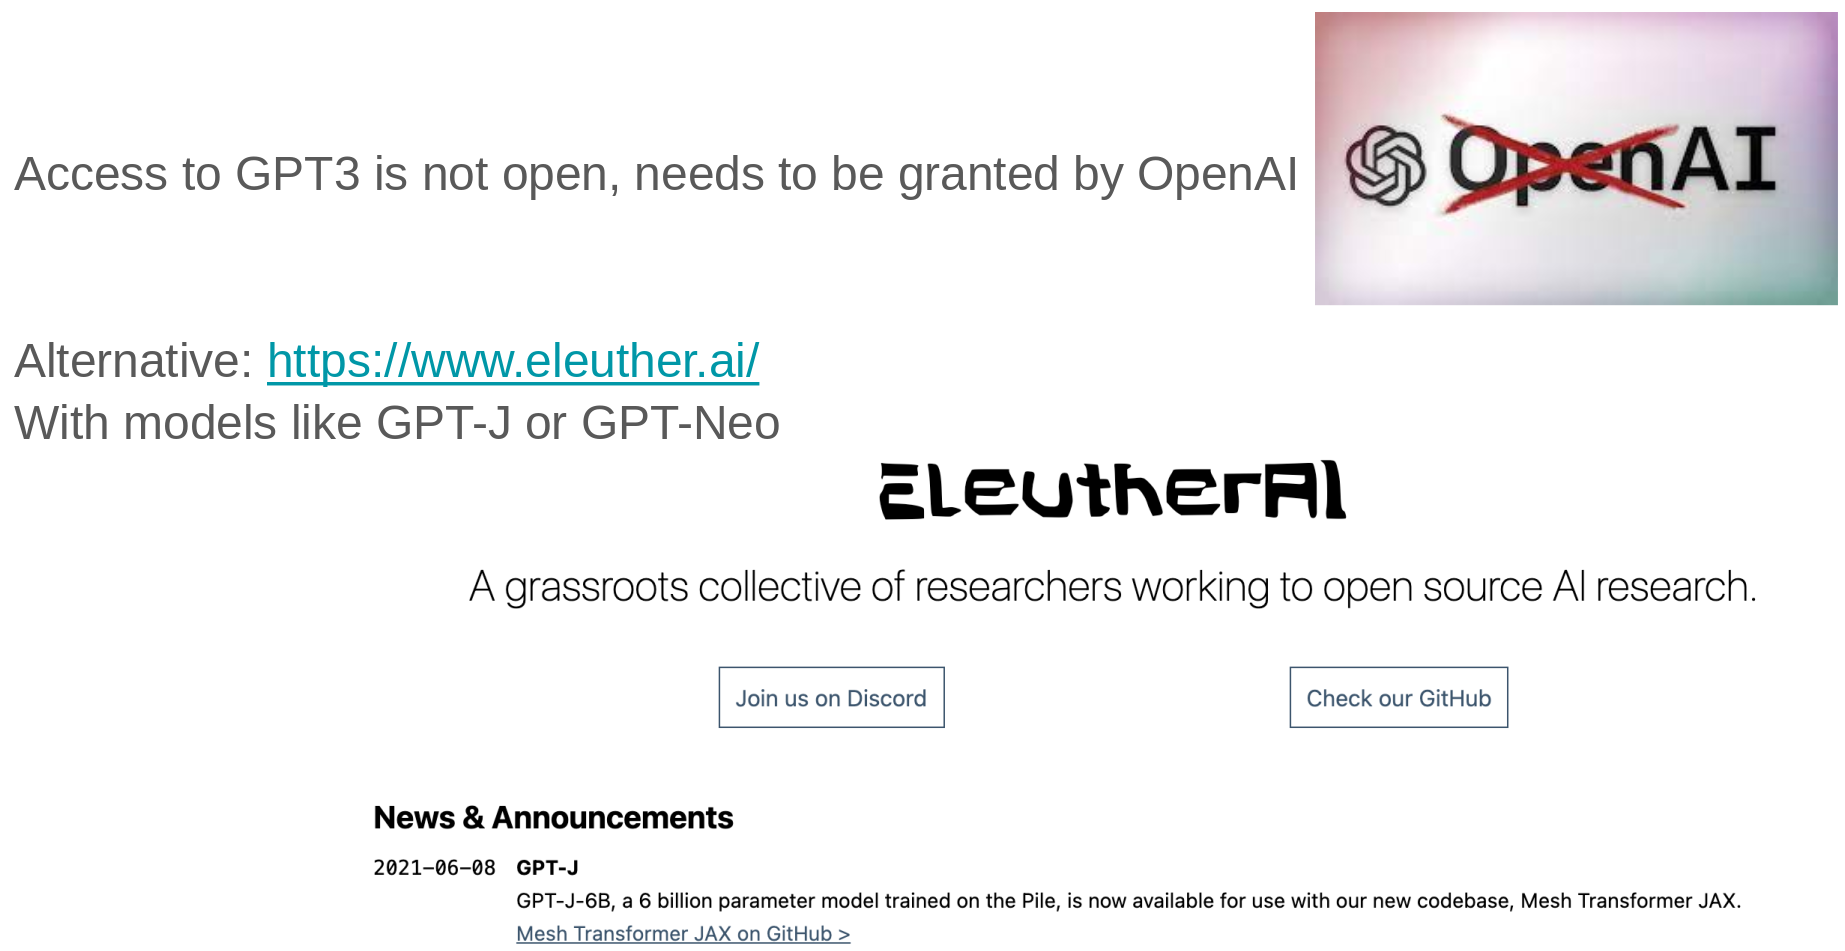 Access to GPT3 is not open, needs to be granted by OpenAI
OpenAI
Alternative: https://www.eleuther.ai/
With models like GPT-J or GPT-Neo
EleutherAI
A grassroots collective of researchers working to open source AI research.
Join us on Discord
Check our GitHub
News & Announcements
2021-06-08 GPT-J
GPT-J-6B, a 6 billion parameter model trained on the Pile, is now available for use with our new codebase, Mesh Transformer JAX.
Mesh Transformer JAX on GitHub >